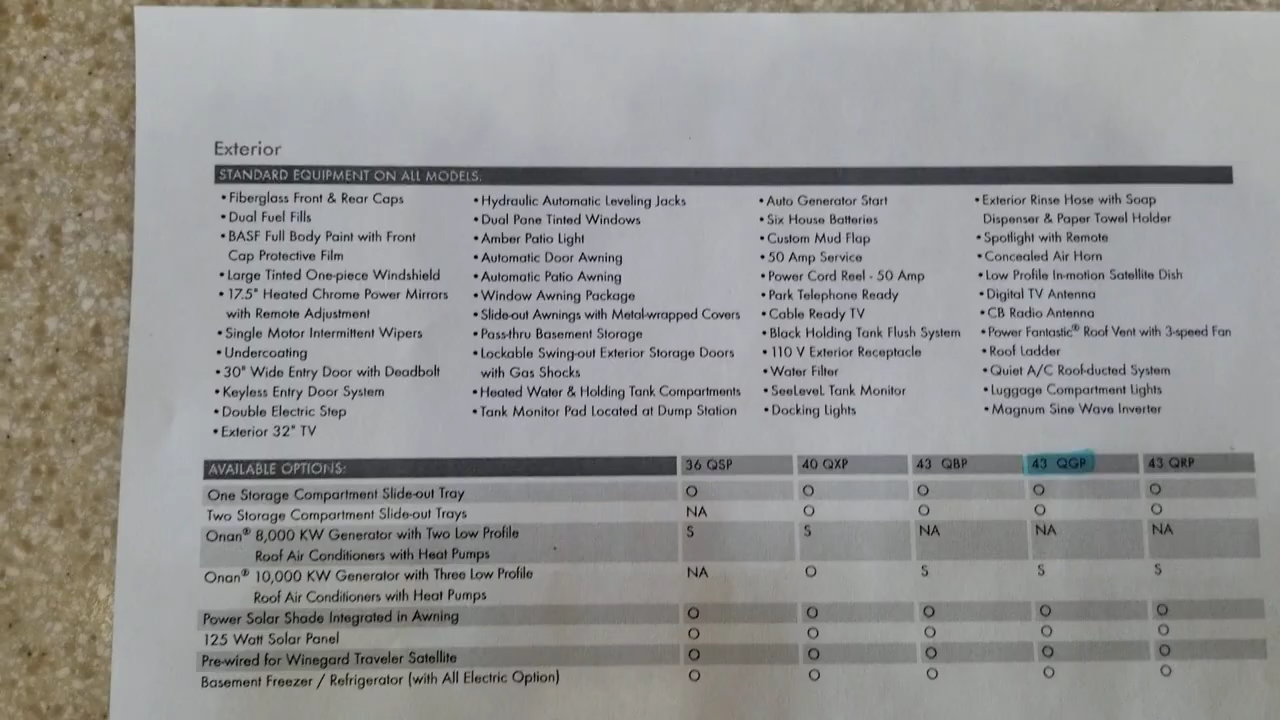 Exterior
STANDARD EQUIPMENT ON ALL MODELS:
• Fiberglass Front & Rear Caps
• Dual Fuel Fills
• BASF Full Body Paint with Front
Cap Protective Film
• Large Tinted One-piece Windshield
• 17.5" Heated Chrome Power Mirrors
with Remote Adjustment
• Single Motor Intermittent Wipers
• Undercoating
• 30" Wide Entry Door with Deadbolt
• Keyless Entry Door System
• Double Electric Step
• Exterior 32" TV
• Hydraulic Automatic Leveling Jacks
• Dual Pane Tinted Windows
• Amber Patio Light
• Automatic Door Awning
• Automatic Patio Awning
• Window Awning Package
• Slide-out Awnings with Metal-wrapped Covers
• Pass-thru Basement Storage
• Lockable Swing-out Exterior Storage Doors
with Gas Shocks
• Heated Water & Holding Tank Compartments
• Tank Monitor Pad Located at Dump Station
• Auto Generator Start
• Six House Batteries
• Custom Mud Flap
• 50 Amp Service
• Power Cord Reel - 50 Amp
• Park Telephone Ready
• Cable Ready TV
• Black Holding Tank Flush System
• 110 V Exterior Receptacle
• Water Filter
• SeeLeveL Tank Monitor
• Docking Lights
• Exterior Rinse Hose with Soap
Dispenser & Paper Towel Holder
• Spotlight with Remote
• Concealed Air Horn
• Low Profile In-motion Satellite Dish
• Digital TV Antenna
• CB Radio Antenna
• Power Fantastic® Roof Vent with 3-speed Fan
• Roof Ladder
• Quiet A/C Roof-ducted System
• Luggage Compartment Lights
• Magnum Sine Wave Inverter
AVAILABLE OPTIONS: 36 QSP 40 QXP 43 QBP 43 QGP 43 QRP
One Storage Compartment Slide-out Tray O O O O O
Two Storage Compartment Slide-out Trays NA O O O O
Onan® 8,000 KW Generator with Two Low Profile S S NA NA NA
Roof Air Conditioners with Heat Pumps
Onan® 10,000 KW Generator with Three Low Profile NA O S S S
Roof Air Conditioners with Heat Pumps
Power Solar Shade Integrated in Awning O O O O O
125 Watt Solar Panel O O O O O
Pre-wired for Winegard Traveler Satellite O O O O O
Basement Freezer / Refrigerator (with All Electric Option) O O O O O